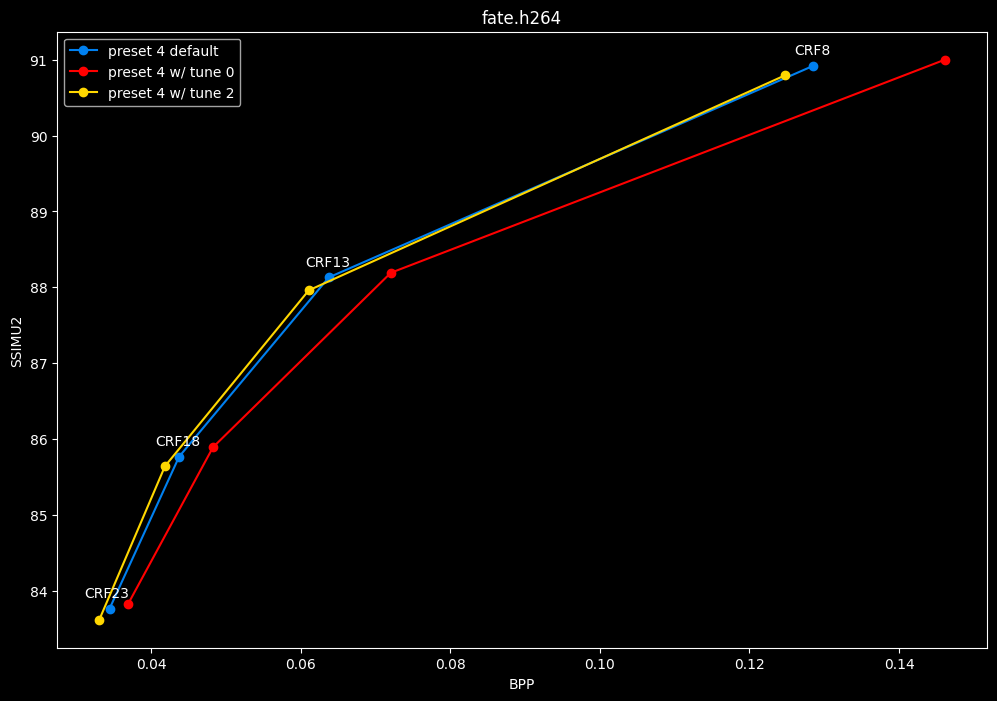 fate.h264
preset 4 default
preset 4 w/ tune 0
preset 4 w/ tune 2
CRF8
CRF13
CRF18
CRF23
91
90
89
88
87
86
85
84
SSIMU2
0.04 0.06 0.08 0.10 0.12 0.14
BPP